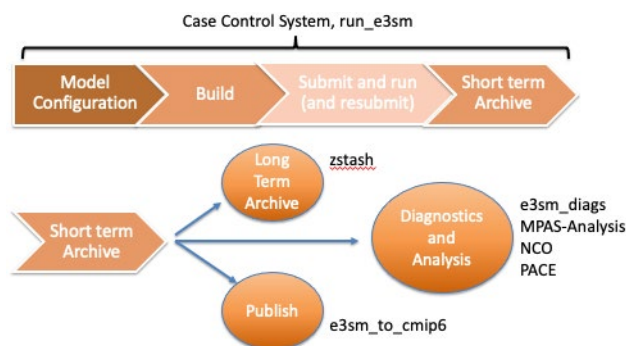 Case Control System, run_e3sm
Model
Configuration
Build
Submit and run
(and resubmit)
Short term
Archive
Long
Term
Archive
zstash
Short term
Archive
Diagnostics
and
Analysis
e3sm_diags
MPAS-Analysis
NCO
PACE
Publish
e3sm_to_cmip6